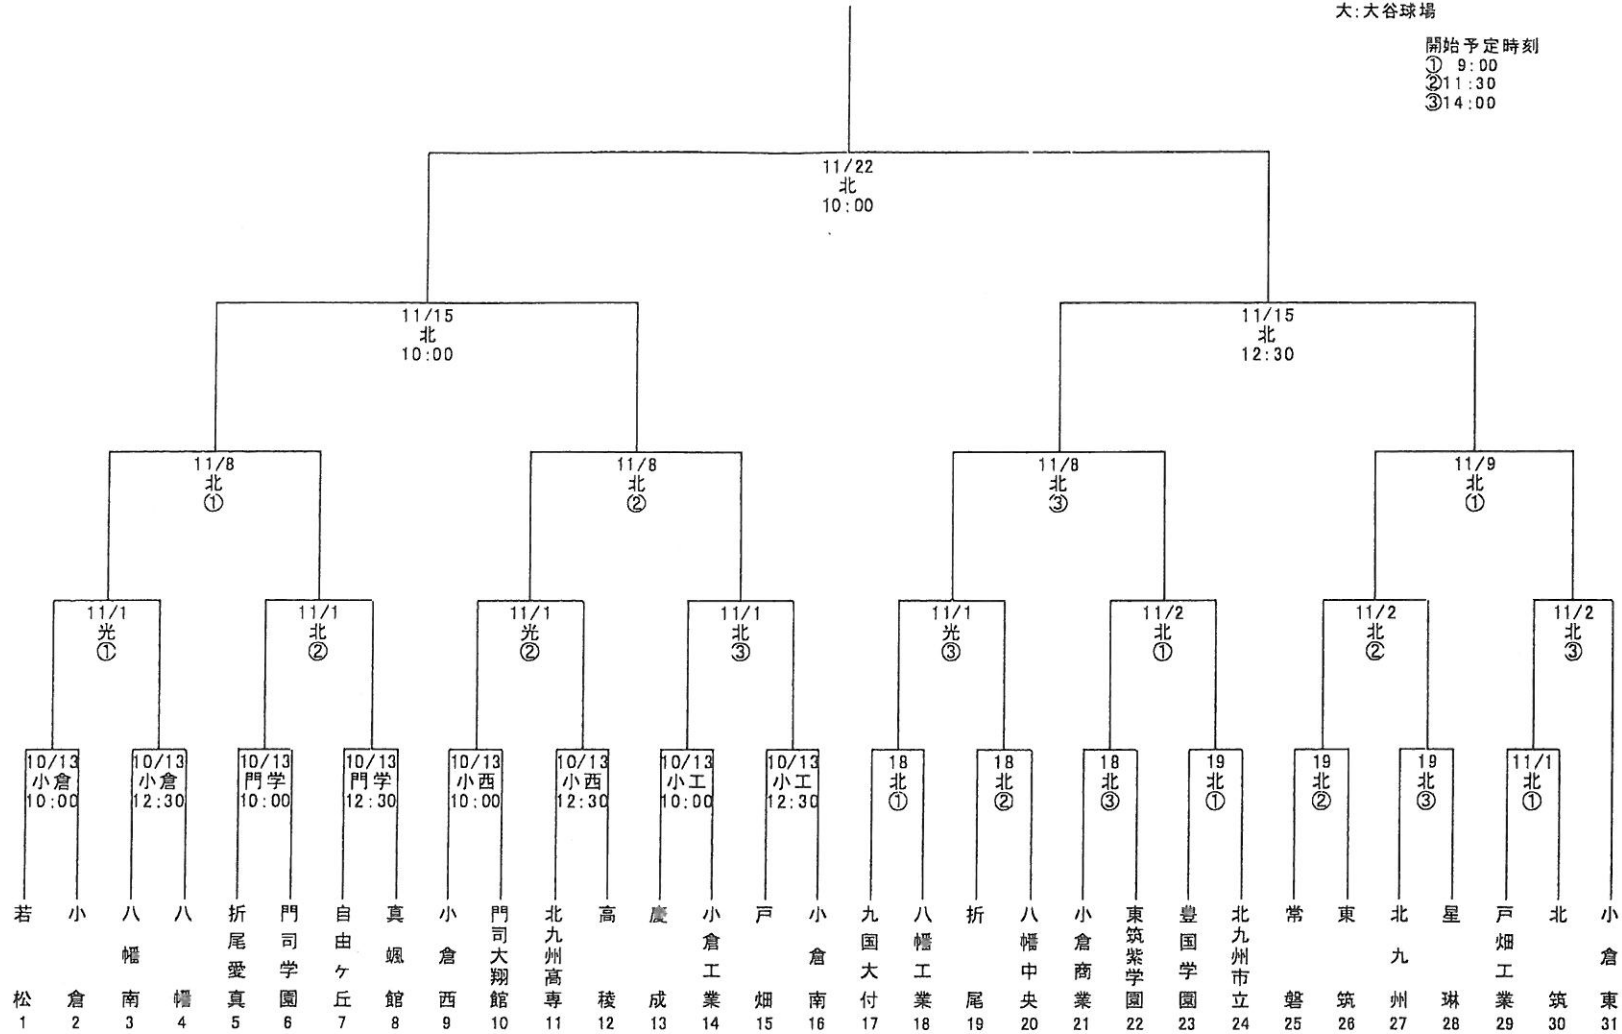 大:大谷球場
開始予定時刻
① 9:00
②11:30
③14:00
11/22
北
10:00
11/15
北
10:00
11/15
北
12:30
11/8
北
①
11/8
北
②
11/8
北
③
11/9
北
①
11/1
光
①
11/1
北
②
11/1
光
②
11/1
北
③
11/1
光
③
11/2
北
①
11/2
北
②
11/2
北
③
10/13
小倉
10:00
10/13
小倉
12:30
10/13
門学
10:00
10/13
門学
12:30
10/13
小西
10:00
10/13
小西
12:30
10/13
小工
10:00
10/13
小工
12:30
18
北
①
18
北
②
18
北
③
19
北
①
19
北
②
19
北
③
11/1
北
①
若松
1
小倉
2
八幡南
3
八幡
4
折尾愛真
5
門司学園
6
自由ヶ丘
7
真颯館
8
小倉西
9
門司大翔館
10
北九州高専
11
高稜
12
慶成
13
小倉工業
14
戸畑
15
小倉南
16
九国大付
17
八幡工業
18
折尾
19
八幡中央
20
小倉商業
21
東筑紫学園
22
豊国学園
23
北九州市立
24
常磐
25
東筑
26
北九州
27
星琳
28
戸畑工業
29
北筑
30
小倉東
31